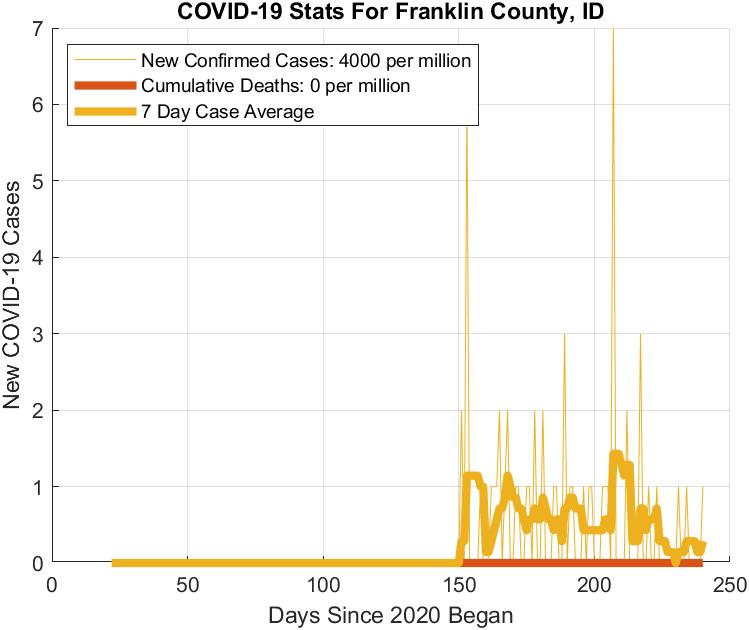 COVID-19 Stats For Franklin County, ID
New Confirmed Cases: 4000 per million
Cumulative Deaths: 0 per million
7 Day Case Average
New COVID-19 Cases
7
6
5
4
3
2
1
0
0 50 100 150 200 250
Days Since 2020 Began